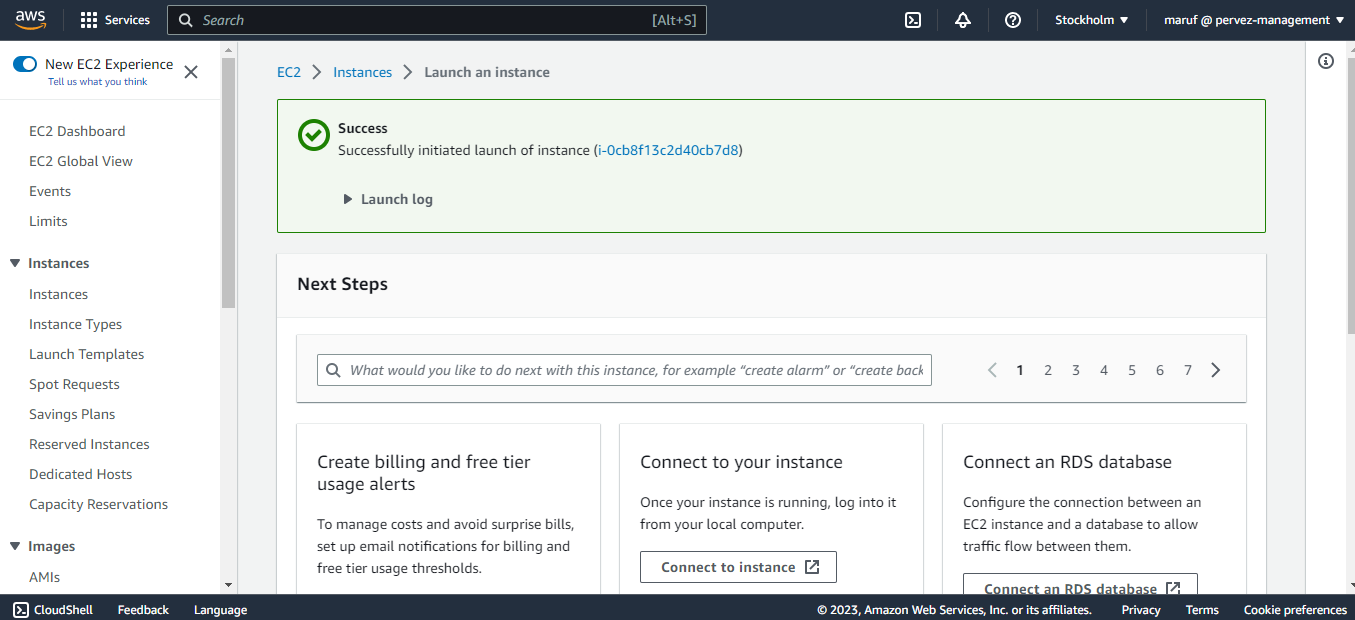 aws
Services
Search
[Alt+S]
Stockholm
maruf @ pervez-management
New EC2 Experience
Tell us what you think
EC2 Dashboard
EC2 Global View
Events
Limits
Instances
Instances
Instance Types
Launch Templates
Spot Requests
Savings Plans
Reserved Instances
Dedicated Hosts
Capacity Reservations
Images
AMIs
EC2
Instances
Launch an instance
Success
Successfully initiated launch of instance (i-0cb8f13c2d40cb7d8)
Launch log
Next Steps
What would you like to do next with this instance, for example “create alarm” or “create back
1 2 3 4 5 6 7
Create billing and free tier
usage alerts
To manage costs and avoid surprise bills,
set up email notifications for billing and
free tier usage thresholds.
Connect to your instance
Once your instance is running, log into it
from your local computer.
Connect to instance
Connect an RDS database
Configure the connection between an
EC2 instance and a database to allow
traffic flow between them.
Connect an RDS database
CloudShell
Feedback
Language
© 2023, Amazon Web Services, Inc. or its affiliates.
Privacy
Terms
Cookie preferences